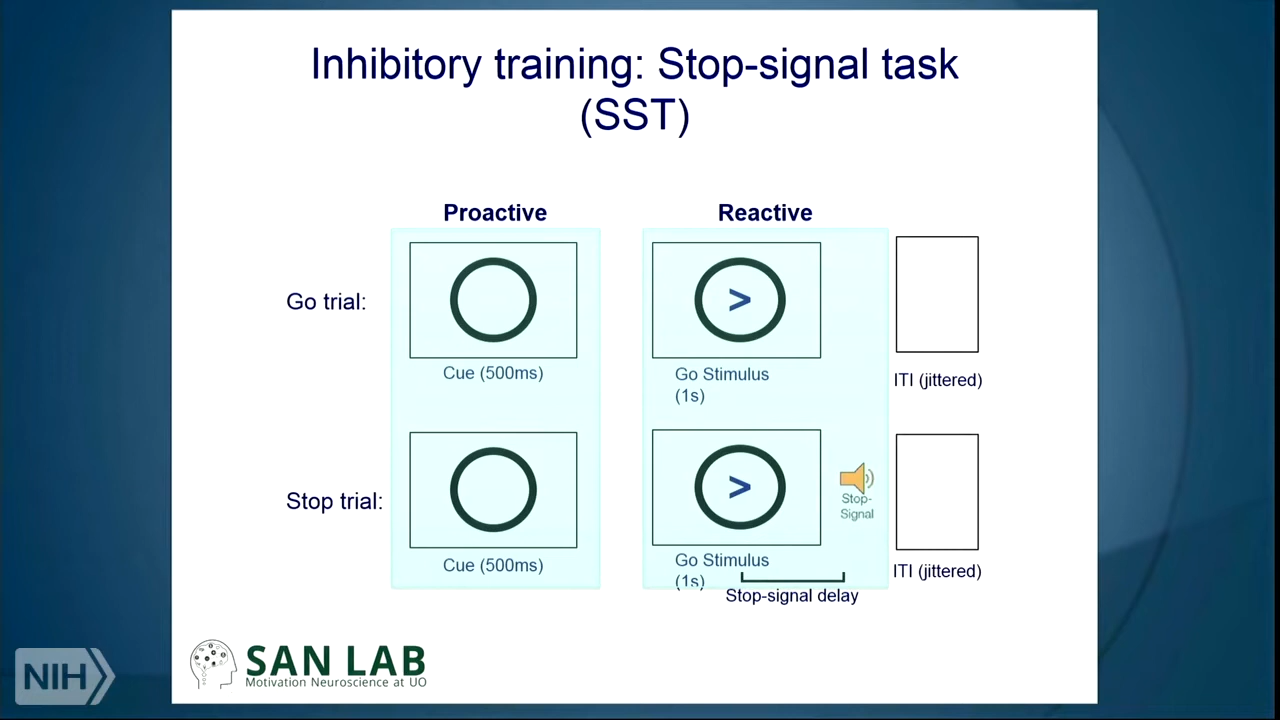 Inhibitory training: Stop-signal task
(SST)
Proactive
Reactive
Go trial:
>
Cue (500ms)
Go Stimulus
(1s)
ITI (jittered)
Stop trial:
>
Stop-
Signal
Cue (500ms)
Go Stimulus
(1s)
ITI (jittered)
Stop-signal delay
SAN LAB
Motivation Neuroscience at UO
NIH